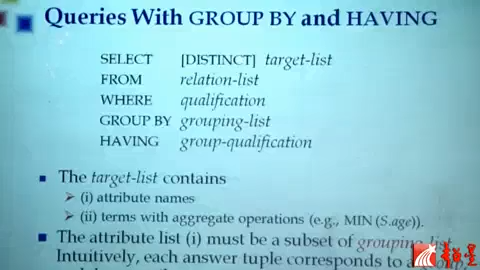 Queries With GROUP BY and HAVING
SELECT [DISTINCT] target-list
FROM relation-list
WHERE qualification
GROUP BY grouping-list
HAVING group-qualification
The target-list contains
(i) attribute names
(ii) terms with aggregate operations (e.g., MIN (S.age)).
The attribute list (i) must be a subset of grouping-list.
Intuitively, each answer tuple corresponds to a